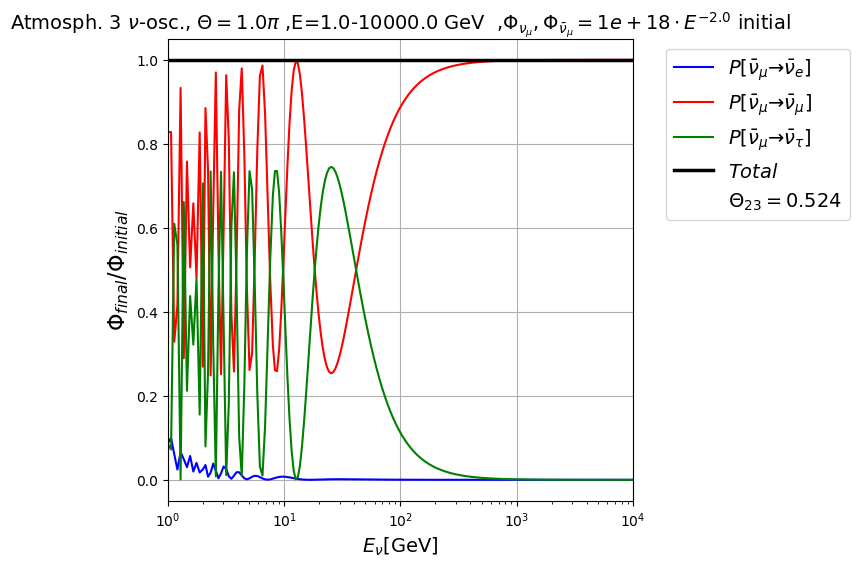 Atmosph. 3 ν-osc., Θ = 1.0π ,E=1.0-10000.0 GeV ,Φ_{ν_μ}, Φ_{ν̄_μ} = 1e + 18 · E^{−2.0} initial
P[ν̄_μ→ν̄_e]
P[ν̄_μ→ν̄_μ]
P[ν̄_μ→ν̄_τ]
Total
Θ_{23} = 0.524
Φ_{final}/Φ_{initial}
1.0
0.8
0.6
0.4
0.2
0.0
10^0 10^1 10^2 10^3 10^4
E_ν[GeV]